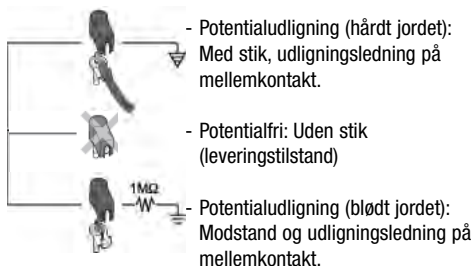 - Potentialudligning (hårdt jordet):
Med stik, udligningsledning på
mellemkontakt.
- Potentialfri: Uden stik
(leveringstilstand)
1MΩ
- Potentialudligning (blødt jordet):
Modstand og udligningsledning på
mellemkontakt.